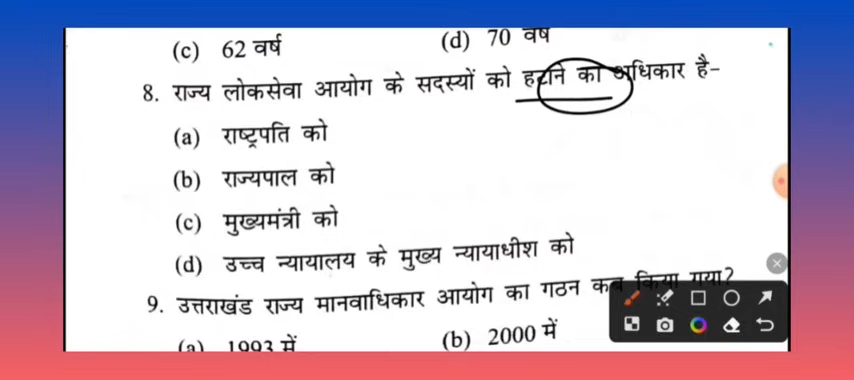 (c) 62 वर्ष (d) 70 वर्ष
8. राज्य लोकसेवा आयोग के सदस्यों को हटाने का अधिकार है-
(a) राष्ट्रपति को
(b) राज्यपाल को
(c) मुख्यमंत्री को
(d) उच्च न्यायालय के मुख्य न्यायाधीश को
9. उत्तराखंड राज्य मानवाधिकार आयोग का गठन कब किया गया?
(a) 1993 में (b) 2000 में